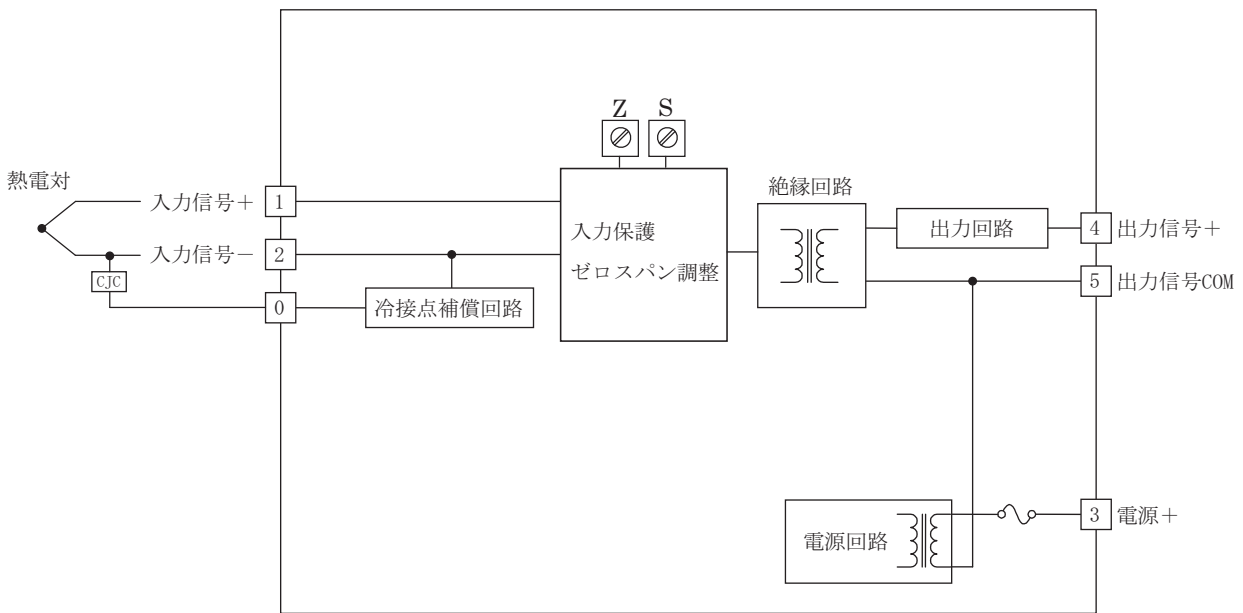 Z
S
熱電対
入力信号＋
1
入力信号－
2
CJC
0
冷接点補償回路
入力保護
ゼロスパン調整
絶縁回路
出力回路
4
出力信号＋
5
出力信号COM
電源回路
3
電源＋